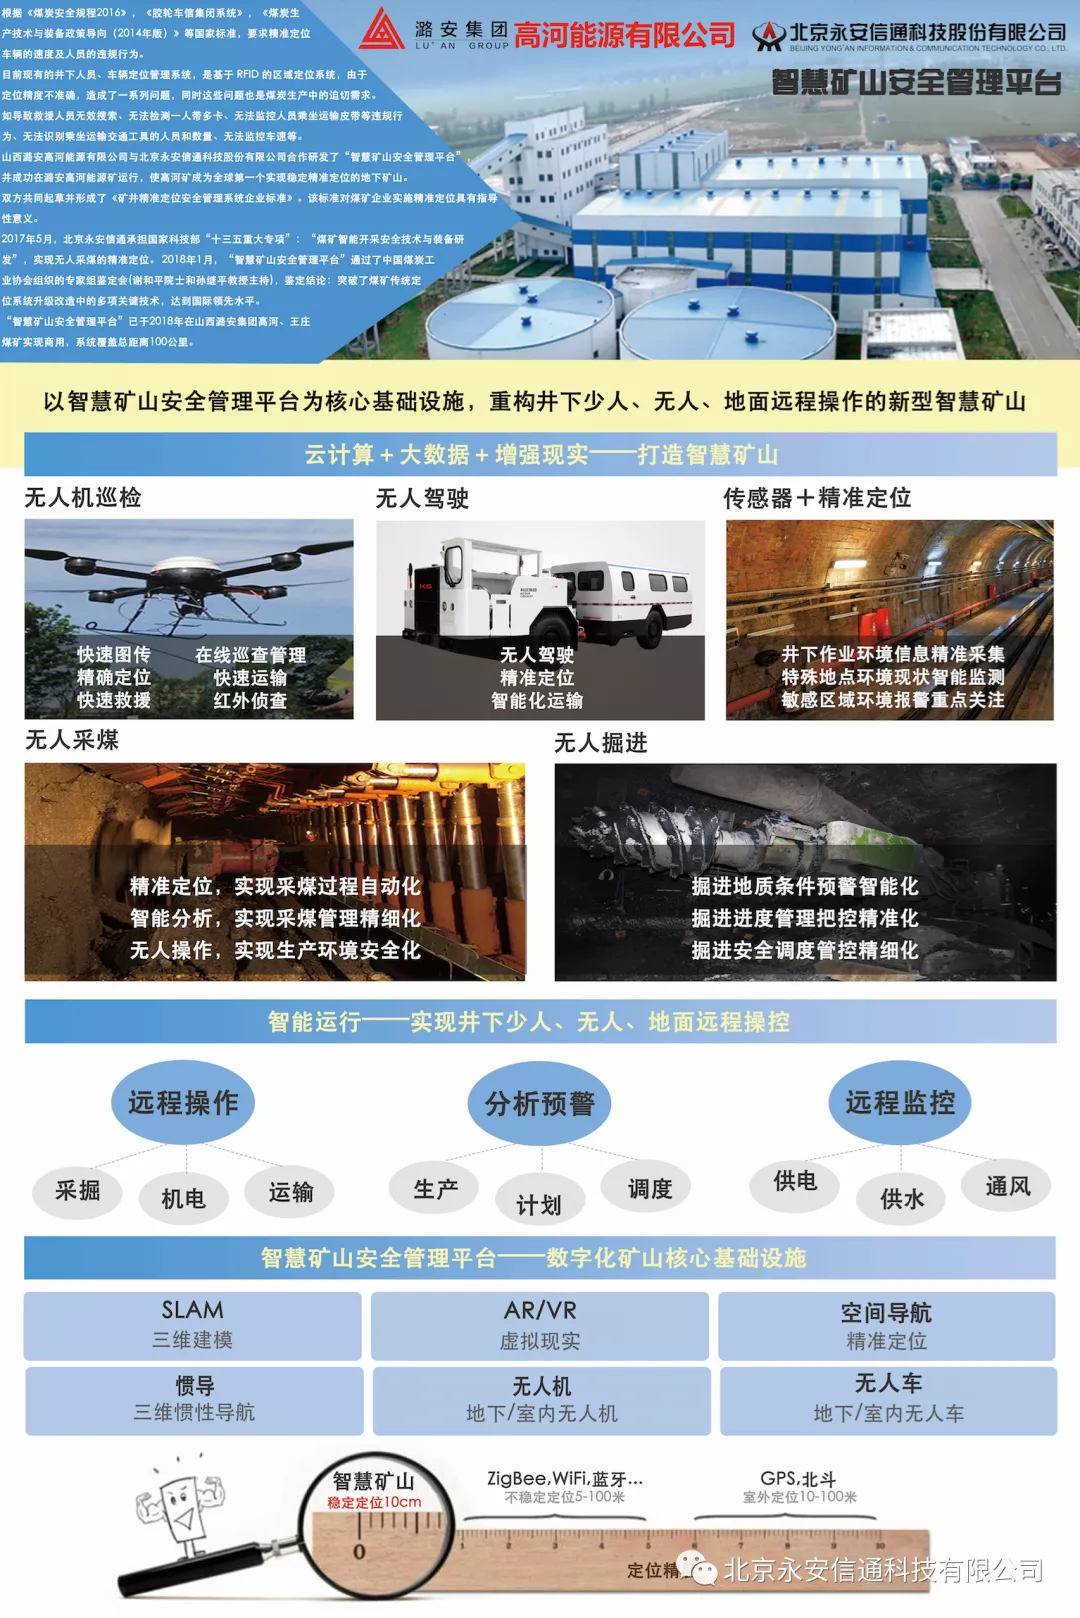 根据《煤炭安全规程2016》，《胶轮车信集闭系统》，《煤炭生
产技术与装备政策导向（2014年版）》等国家标准，要求精准定位
车辆的速度及人员的违规行为。
目前现有的井下人员、车辆定位管理系统，是基于 RFID 的区域定位系统，由于
定位精度不准确，造成了一系列问题，同时这些问题也是煤炭生产中的迫切需求。
如导致救援人员无效搜索、无法检测一人带多卡、无法监控人员乘坐运输皮带等违规行
为、无法识别乘坐运输交通工具的人员和数量、无法监控车速等。
山西潞安高河能源有限公司与北京永安信通科技股份有限公司合作研发了“智慧矿山安全管理平台”，
并成功在潞安高河能源矿运行，使高河矿成为全球第一个实现稳定精准定位的地下矿山。
双方共同起草并形成了《矿井精准定位安全管理系统企业标准》。该标准对煤矿企业实施精准定位具有指导
性意义。
2017年5月，北京永安信通承担国家科技部“十三五重大专项”：“煤矿智能开采安全技术与装备研
发”，实现无人采煤的精准定位。2018年1月，“智慧矿山安全管理平台”通过了中国煤炭工
业协会组织的专家组鉴定会(谢和平院士和孙继平教授主持)，鉴定结论：突破了煤矿传统定
位系统升级改造中的多项关键技术，达到国际领先水平。
“智慧矿山安全管理平台”已于2018年在山西潞安集团高河、王庄
煤矿实现商用，系统覆盖总距离100公里。
潞安集团 高河能源有限公司
LU'AN GROUP
北京永安信通科技股份有限公司
BEIJING YONG'AN INFORMATION & COMMUNICATION TECHNOLOGY CO., LTD.
智慧矿山安全管理平台
以智慧矿山安全管理平台为核心基础设施，重构井下少人、无人、地面远程操作的新型智慧矿山
云计算＋大数据＋增强现实——打造智慧矿山
无人机巡检
无人驾驶
传感器＋精准定位
快速图传 在线巡查管理
精确定位 快速运输
快速救援 红外侦查
KS
无人驾驶
精准定位
智能化运输
井下作业环境信息精准采集
特殊地点环境现状智能监测
敏感区域环境报警重点关注
无人采煤
无人掘进
精准定位，实现采煤过程自动化
智能分析，实现采煤管理精细化
无人操作，实现生产环境安全化
掘进地质条件预警智能化
掘进进度管理把控精准化
掘进安全调度管控精细化
智能运行——实现井下少人、无人、地面远程操控
远程操作
分析预警
远程监控
采掘
机电
运输
生产
计划
调度
供电
供水
通风
智慧矿山安全管理平台——数字化矿山核心基础设施
SLAM
三维建模
AR/VR
虚拟现实
空间导航
精准定位
惯导
三维惯性导航
无人机
地下/室内无人机
无人车
地下/室内无人车
智慧矿山
稳定定位10cm
ZigBee,WiFi,蓝牙...
不稳定定位5-100米
GPS,北斗
室外定位10-100米
0
1 2 3 4 5 6 7 8 9 10
定位精
北京永安信通科技有限公司